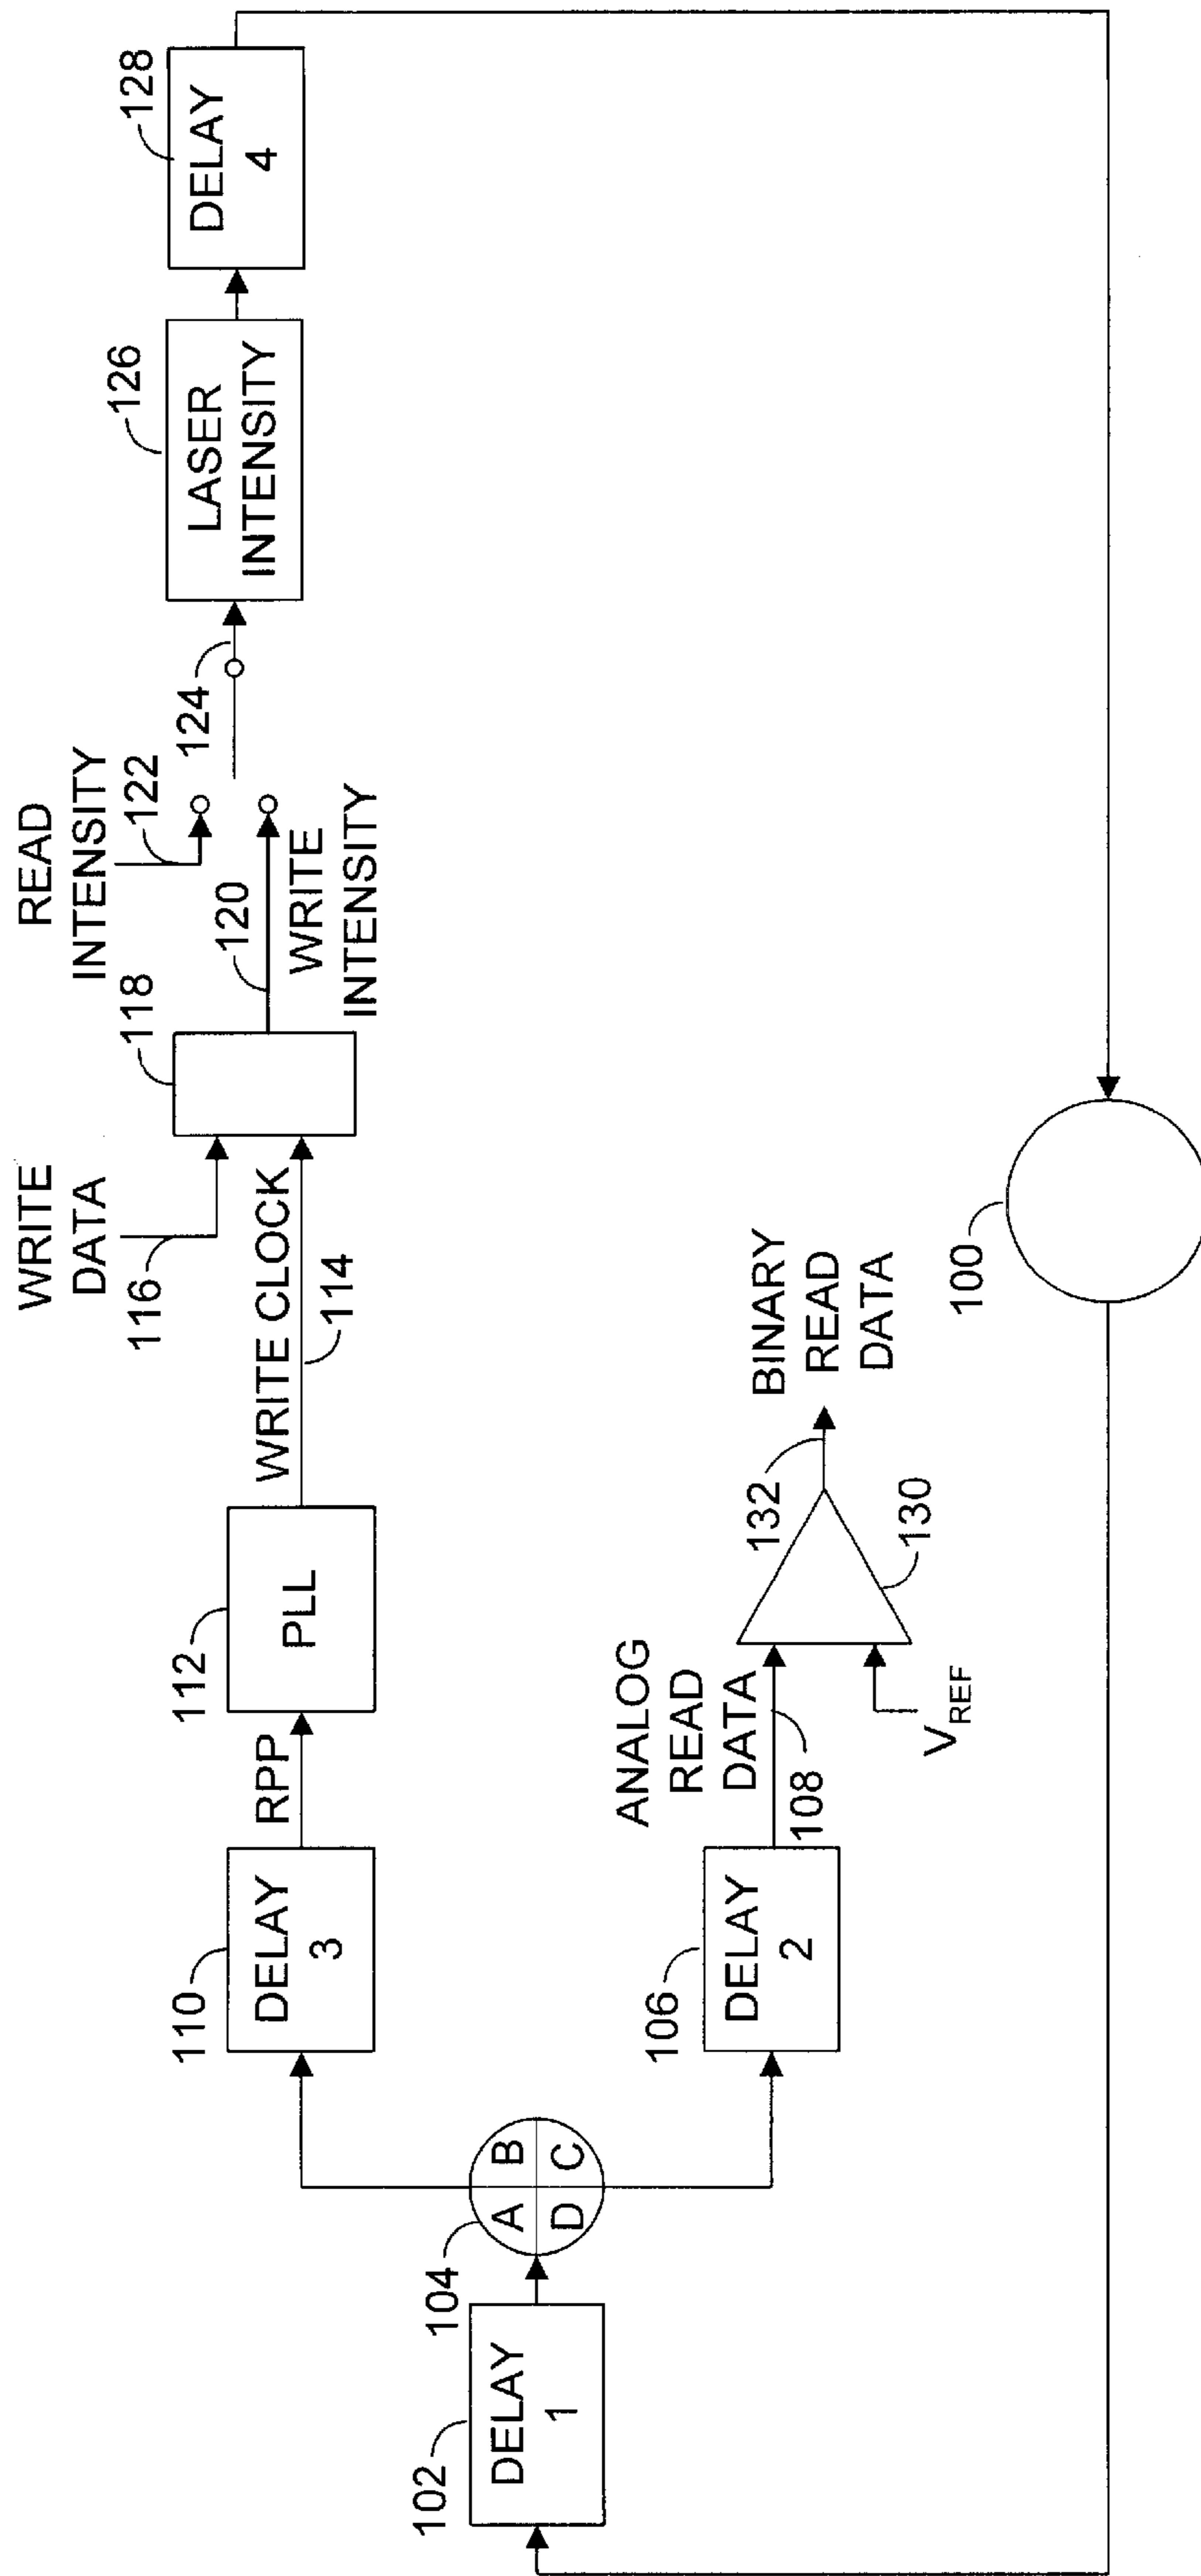 WRITE
DATA
116
118
READ
INTENSITY
122
124
126
LASER
INTENSITY
128
DELAY
4
110
DELAY
3
RPP
112
PLL
WRITE CLOCK
114
120
WRITE
INTENSITY
102
DELAY
1
104
A B
D C
106
DELAY
2
ANALOG
READ
DATA
108
VREF
132
130
BINARY
READ
DATA
100